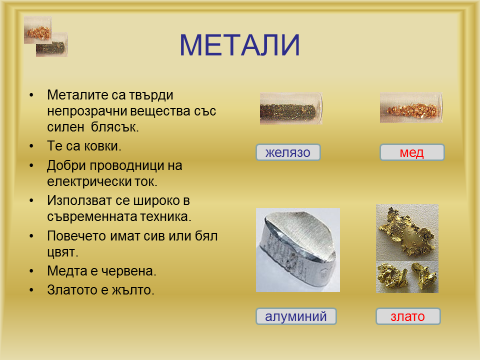 МЕТАЛИ
• Металите са твърди
непрозрачни вещества със
силен блясък.
• Те са ковки.
• Добри проводници на
електрически ток.
• Използват се широко в
съвременната техника.
• Повечето имат сив или бял
цвят.
• Медта е червена.
• Златото е жълто.
желязо
мед
алуминий
злато